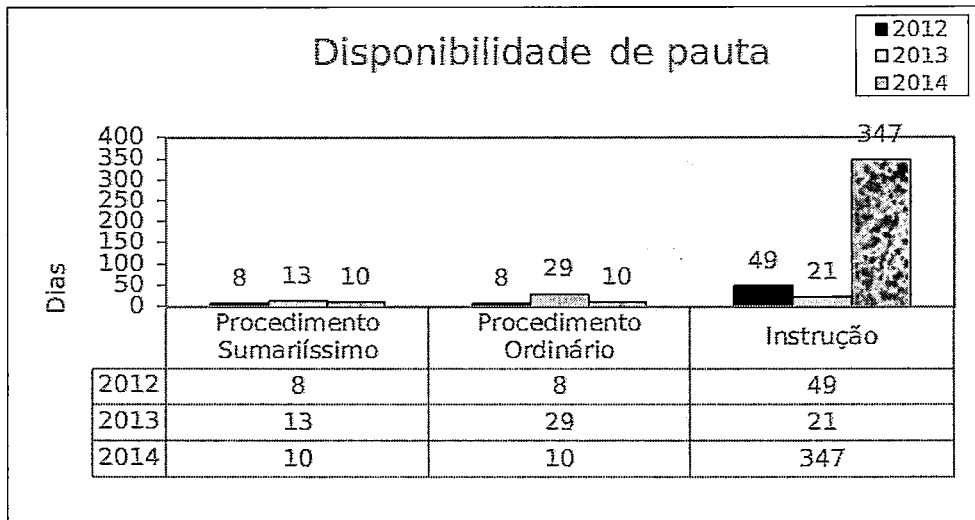 Disponibilidade de pauta
2012
2013
2014
400
350
300
250
200
150
100
50
0
Dias
8 13 10
8 29 10
49 21 347
Procedimento
Sumariíssimo
Procedimento
Ordinário
Instrução
2012 8 8 49
2013 13 29 21
2014 10 10 347